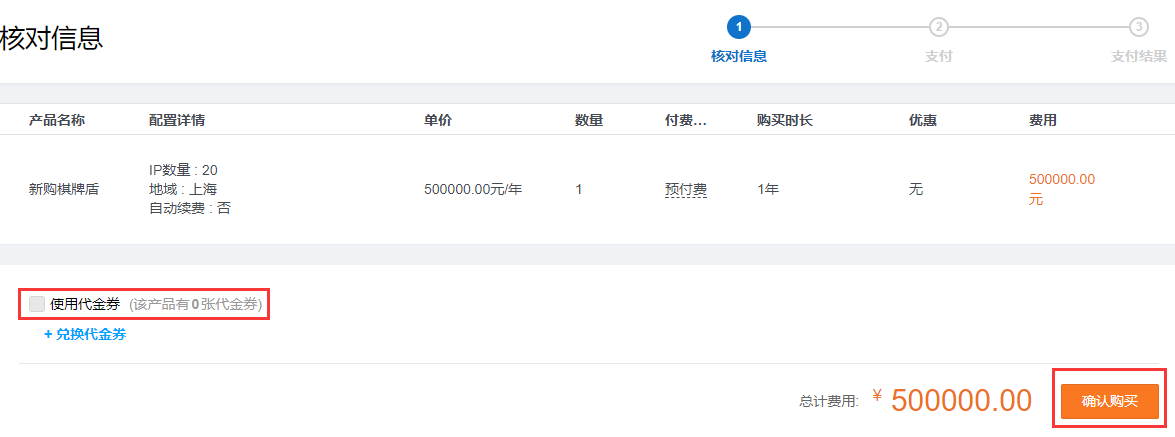 核对信息
1
2
3
核对信息
支付
支付结果
产品名称 配置详情 单价 数量 付费... 购买时长 优惠 费用
IP数量 : 20
新购棋牌盾 地域 : 上海 500000.00元/年 1 预付费 1年 无 500000.00
元
自动续费 : 否
使用代金券 (该产品有0张代金券)
+ 兑换代金券
总计费用: ¥ 500000.00 确认购买